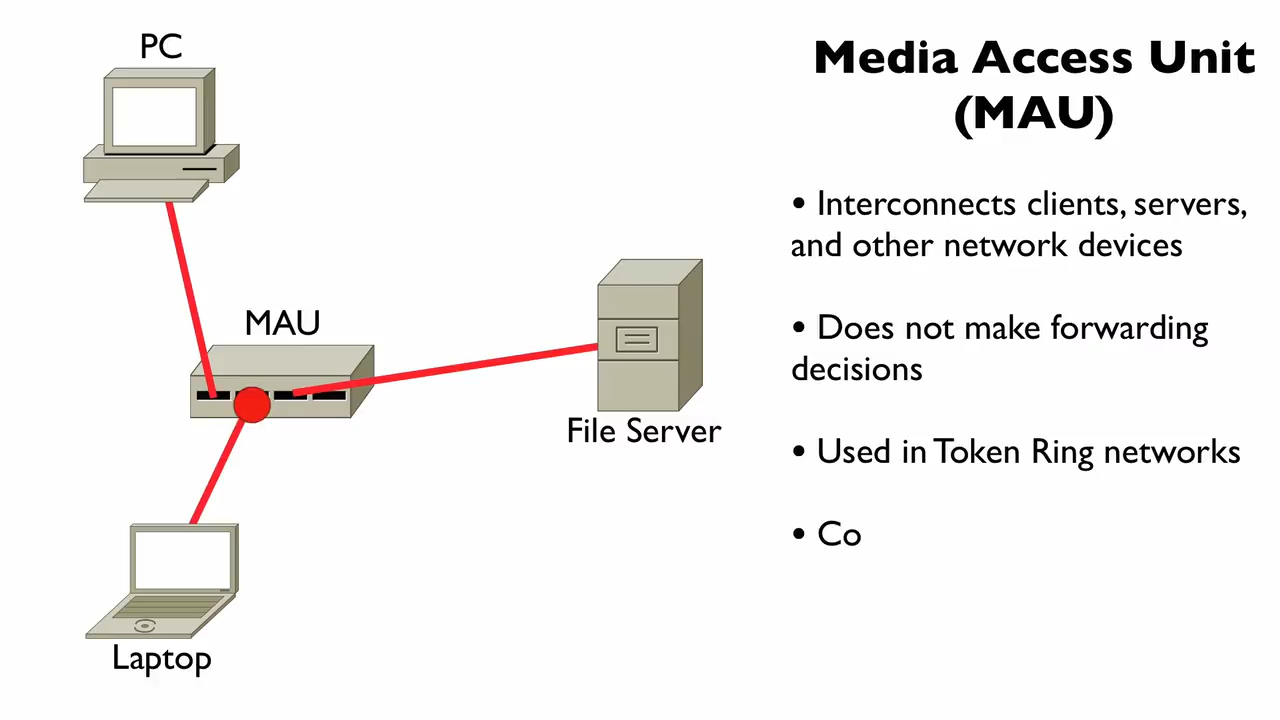 PC
MAU
File Server
Laptop
Media Access Unit
(MAU)
• Interconnects clients, servers,
and other network devices
• Does not make forwarding
decisions
• Used in Token Ring networks
• Co